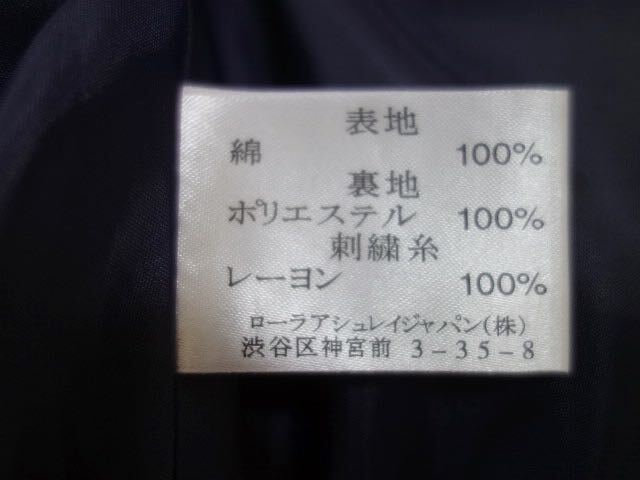 表地
綿 100%
裏地
ポリエステル 100%
刺繍糸
レーヨン 100%
ローラアシュレイジャパン(株)
渋谷区神宮前 3-35-8